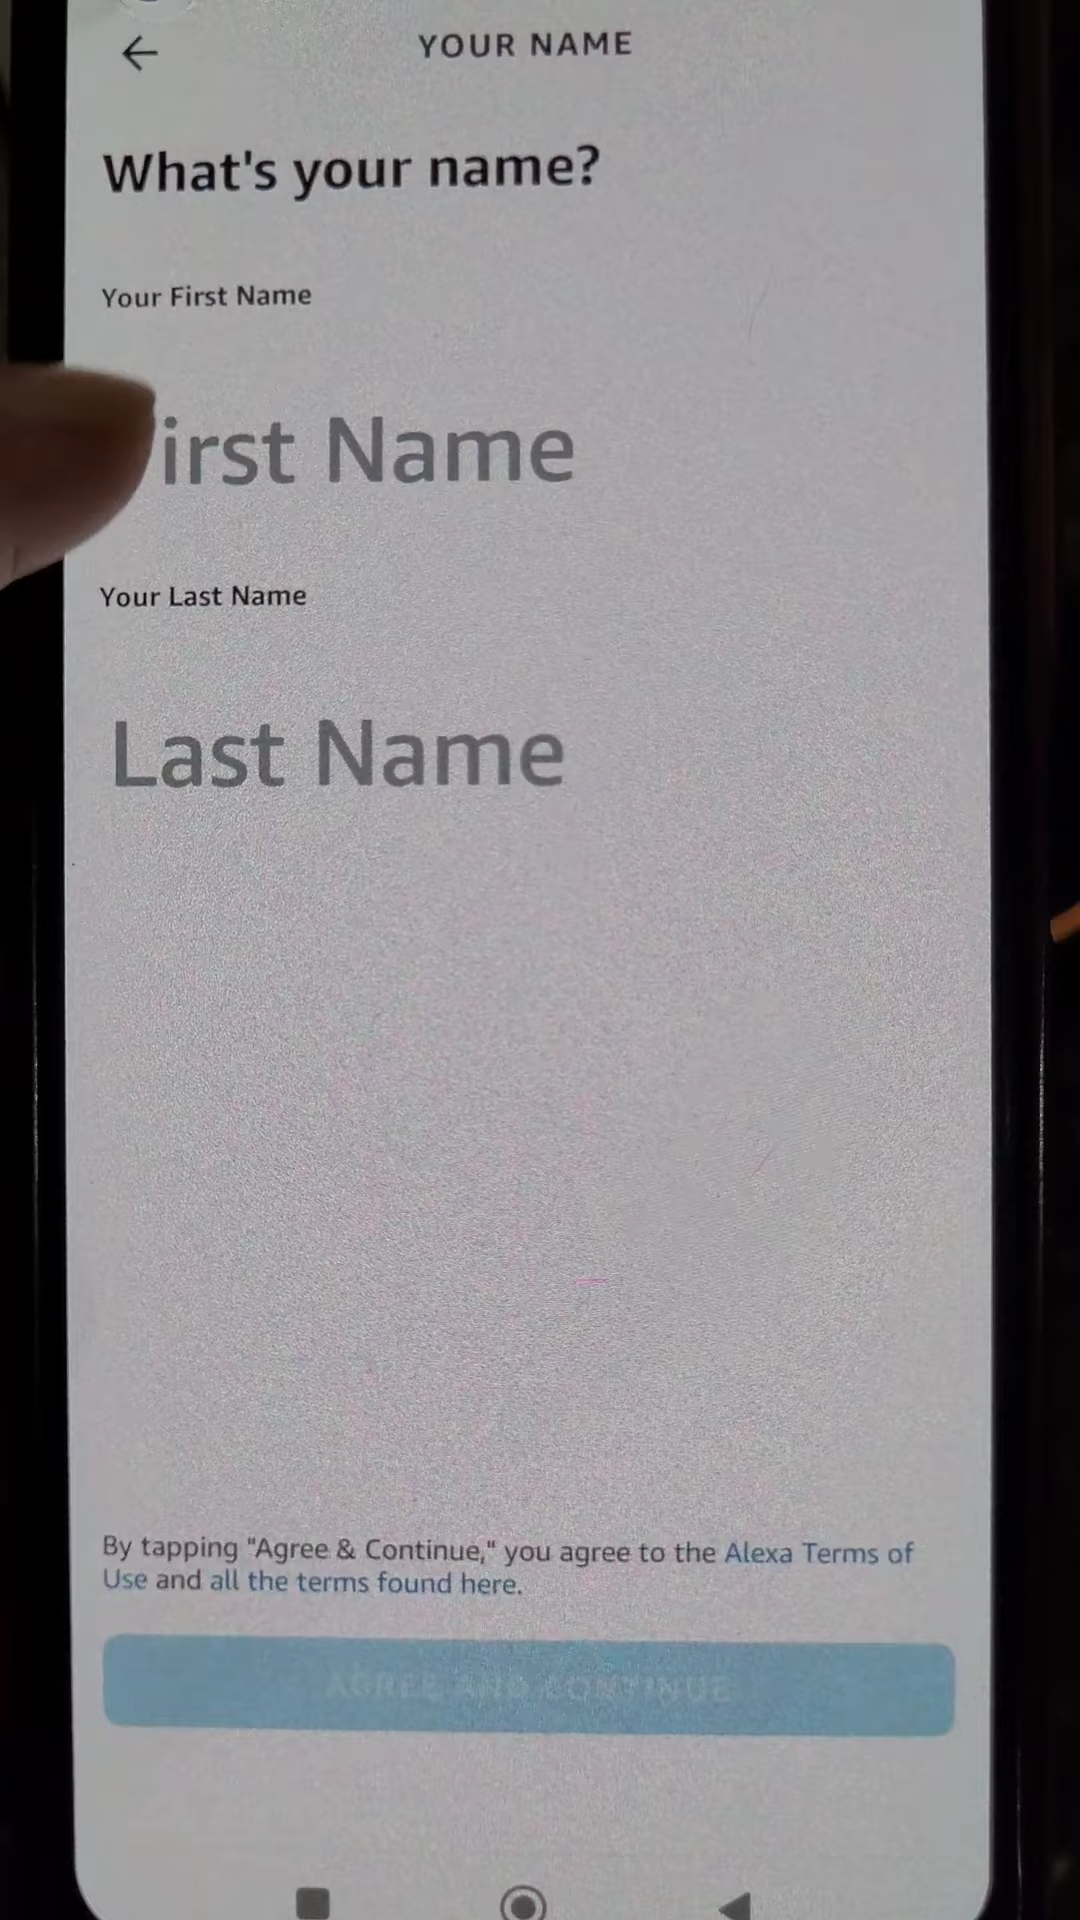 YOUR NAME
What's your name?
Your First Name
irst Name
Your Last Name
Last Name
By tapping "Agree & Continue," you agree to the Alexa Terms of
Use and all the terms found here.
AGREE AND CONTINUE